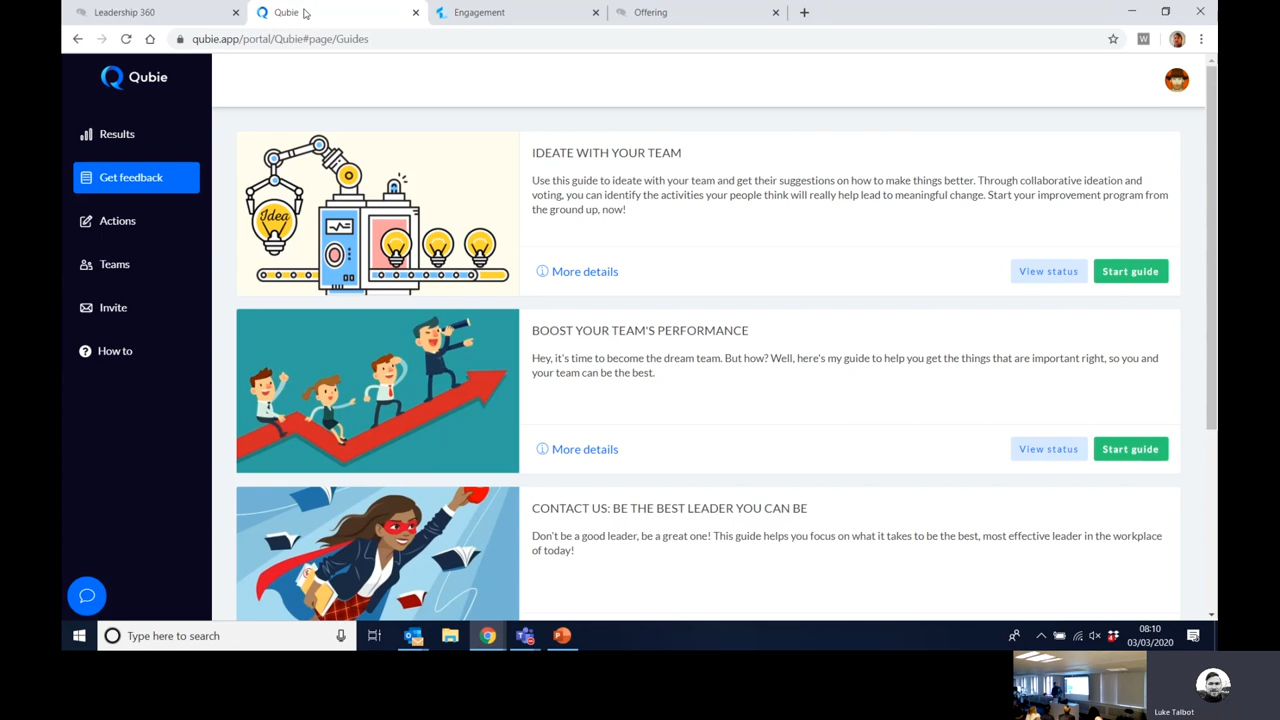 Leadership 360
Qubie
Engagement
Offering
qubie.app/portal/Qubie#page/Guides
W
Qubie
Results
Get feedback
Actions
Teams
Invite
How to
Idea
IDEATE WITH YOUR TEAM
Use this guide to ideate with your team and get their suggestions on how to make things better. Through collaborative ideation and
voting, you can identify the activities your people think will really help lead to meaningful change. Start your improvement program from
the ground up, now!
More details
View status
Start guide
BOOST YOUR TEAM'S PERFORMANCE
Hey, it's time to become the dream team. But how? Well, here's my guide to help you get the things that are important right, so you and
your team can be the best.
More details
View status
Start guide
CONTACT US: BE THE BEST LEADER YOU CAN BE
Don't be a good leader, be a great one! This guide helps you focus on what it takes to be the best, most effective leader in the workplace
of today!
Type here to search
08:10
03/03/2020
Luke Talbot